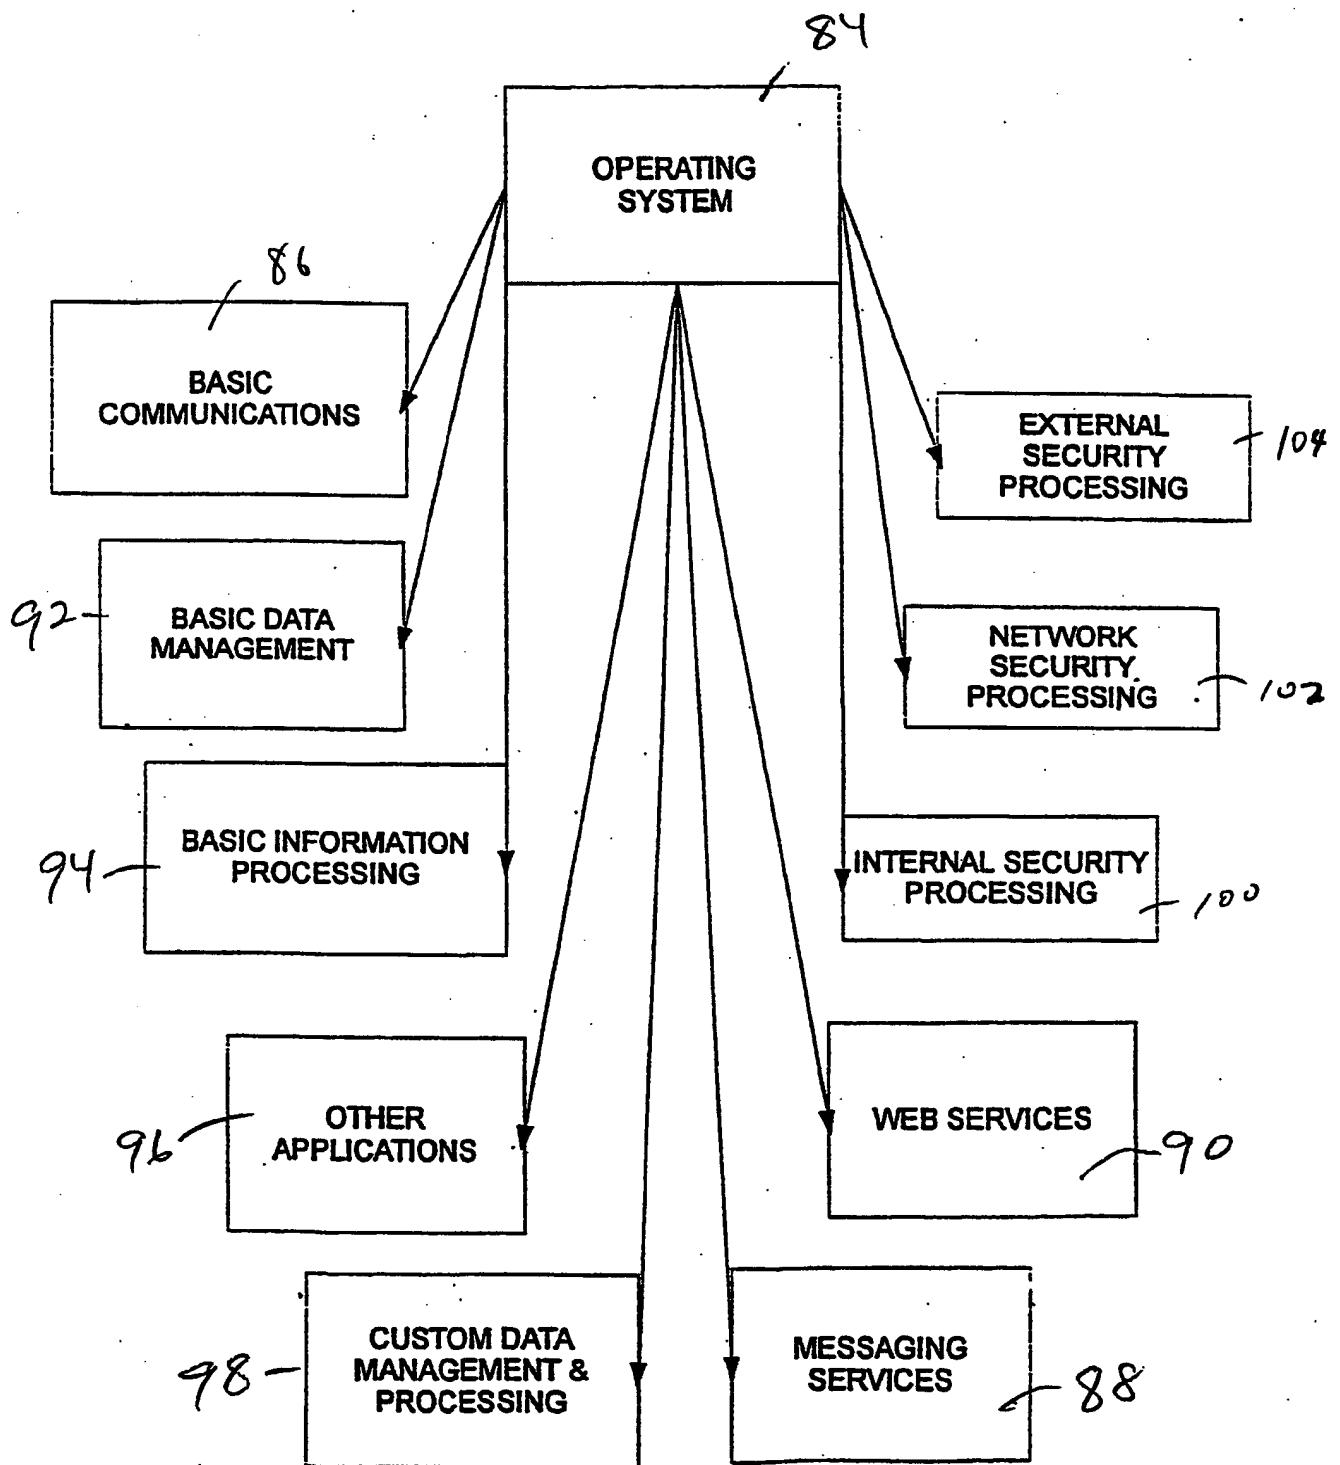 84
OPERATING
SYSTEM
86
BASIC
COMMUNICATIONS
EXTERNAL
SECURITY
PROCESSING
104
92
BASIC DATA
MANAGEMENT
NETWORK
SECURITY
PROCESSING
102
94
BASIC INFORMATION
PROCESSING
INTERNAL SECURITY
PROCESSING
100
96
OTHER
APPLICATIONS
WEB SERVICES
90
98
CUSTOM DATA
MANAGEMENT &
PROCESSING
MESSAGING
SERVICES
88